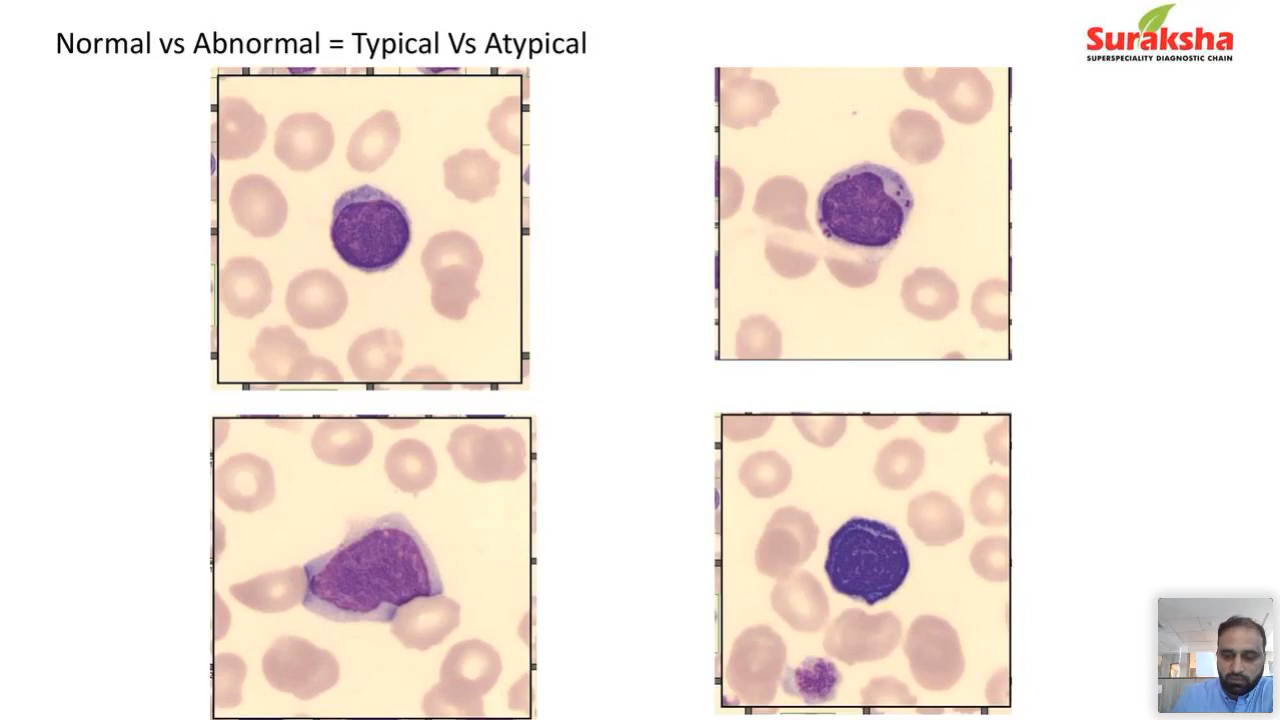 Normal vs Abnormal = Typical Vs Atypical
Suraksha
SUPERSPECIALITY DIAGNOSTIC CHAIN